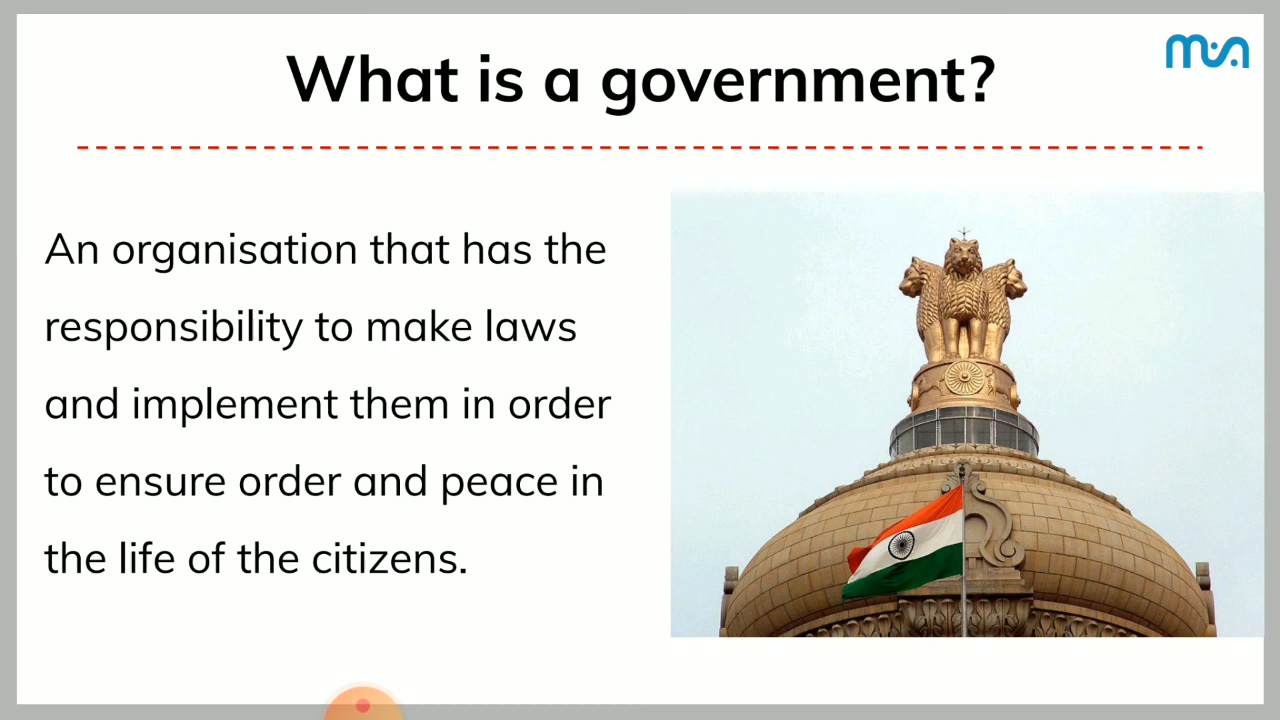 What is a government?
An organisation that has the
responsibility to make laws
and implement them in order
to ensure order and peace in
the life of the citizens.